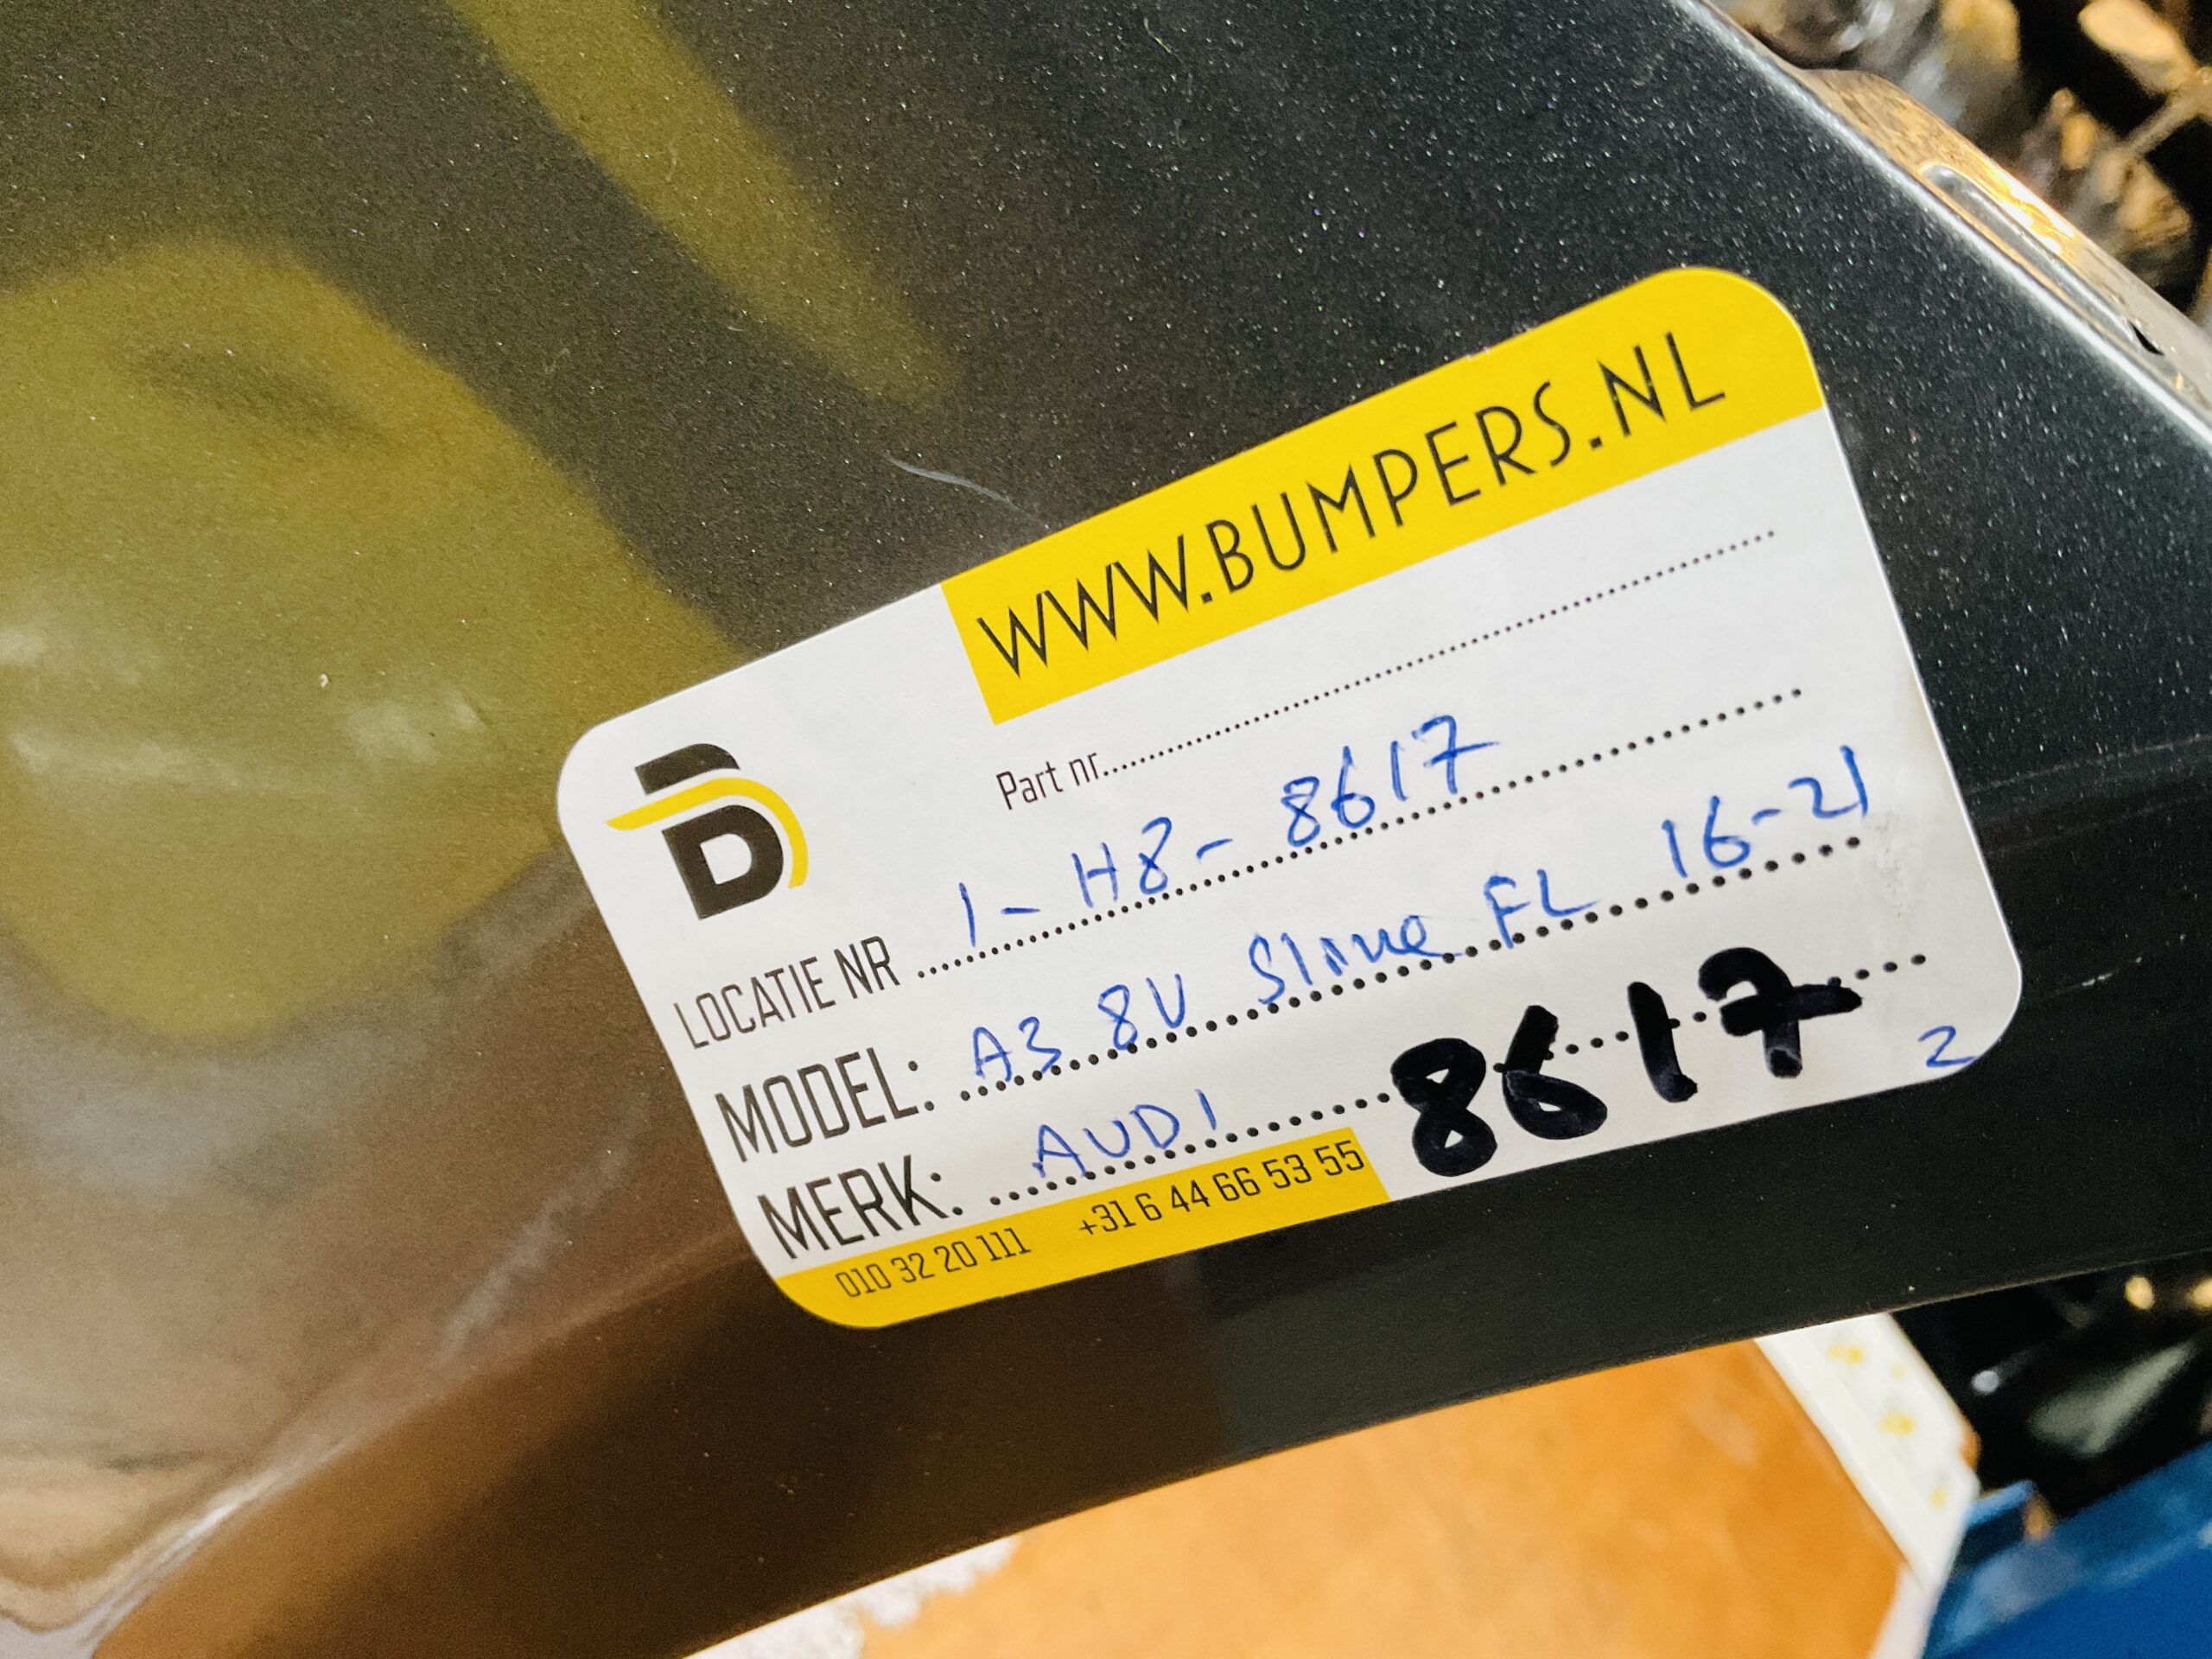 WWW.BUMPERS.NL
Part nr.
LOCATIE NR 1-H8-8617
MODEL: A3 8V Sline FL 16-21
MERK: AUDI 8617
2
010 32 20 111 +31 6 44 66 53 55